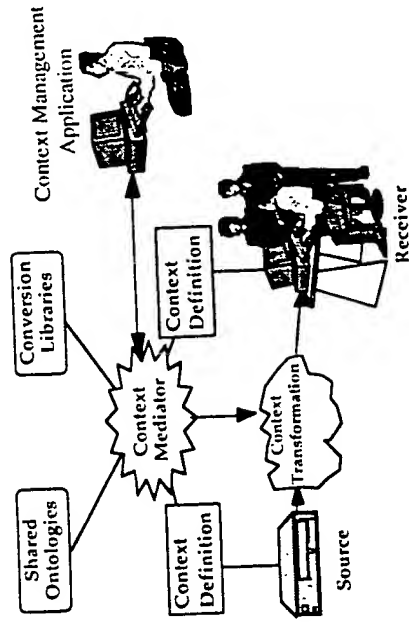 Shared
Ontologies
Conversion
Libraries
Context Management
Application
Context
Mediator
Context
Definition
Context
Definition
Context
Transformation
Source
Receiver